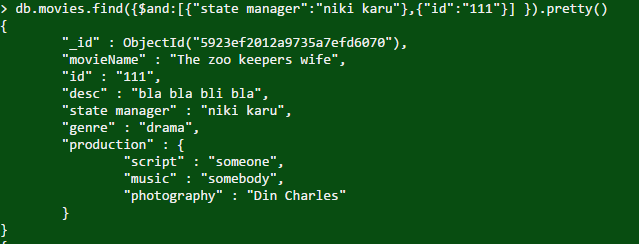 > db.movies.find({$and:[{"state manager":"niki karu"},{"id":"111"}] }).pretty()
{
        "_id" : ObjectId("5923ef2012a9735a7efd6070"),
        "movieName" : "The zoo keepers wife",
        "id" : "111",
        "desc" : "bla bla bli bla",
        "state manager" : "niki karu",
        "genre" : "drama",
        "production" : {
                "script" : "someone",
                "music" : "somebody",
                "photography" : "Din Charles"
        }
}